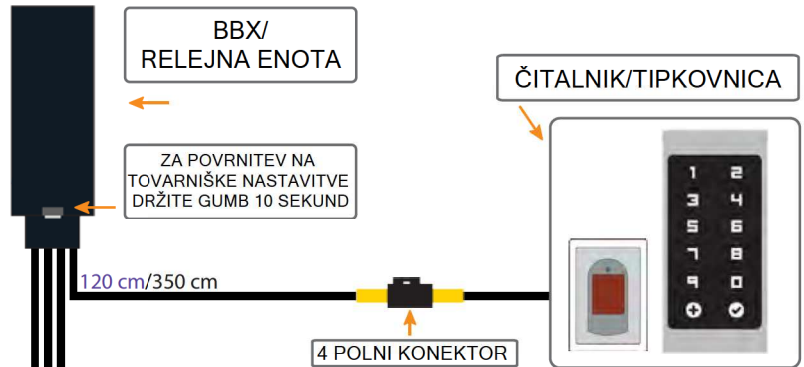 BBX/
RELEJNA ENOTA
ČITALNIK/TIPKOVNICA
ZA POVRNITEV NA
TOVARNIŠKE NASTAVITVE
DRŽITE GUMB 10 SEKUND
120 cm/350 cm
4 POLNI KONEKTOR
1 2
3 4
5 6
7 8
9 0